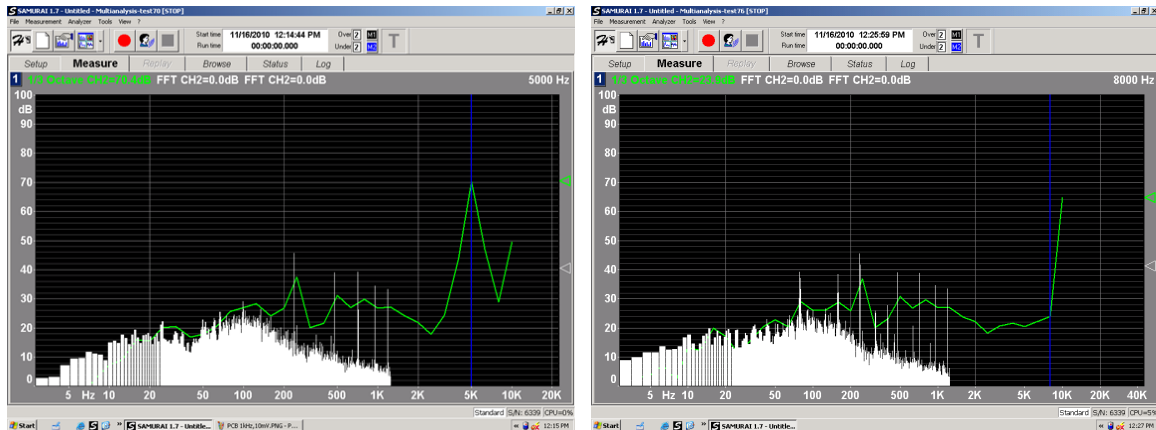 SAMURAI 1.7 - Untitled - Multianalysis-test70 [STOP]
File Measurement Analyzer Tools View ?
Start time 11/16/2010 12:14:44 PM Over 2 M1
Run time 00:00:00.000 Under 2 M2 T
Setup Measure Replay Browse Status Log
1 1/3 Octave CH2=70.4dB FFT CH2=0.0dB FFT CH2=0.0dB 5000 Hz
100
dB
90
80
70
60
50
40
30
20
10
0
5 Hz 10 20 50 100 200 500 1K 2K 5K 10K 20K
Standard S/N: 6339 CPU=0%
Start SAMURAI 1.7 - Untitle... PCB 1kHz,10mV.PNG - P... 12:15 PM
SAMURAI 1.7 - Untitled - Multianalysis-test76 [STOP]
File Measurement Analyzer Tools View ?
Start time 11/16/2010 12:25:59 PM Over 2 M1
Run time 00:00:00.000 Under 2 M2 T
Setup Measure Replay Browse Status Log
1 1/3 Octave CH2=23.9dB FFT CH2=0.0dB FFT CH2=0.0dB 8000 Hz
100
dB
90
80
70
60
50
40
30
20
10
0
5 Hz 10 20 50 100 200 500 1K 2K 5K 10K 20K 40K
Standard S/N: 6339 CPU=5%
Start SAMURAI 1.7 - Untitle... 12:27 PM